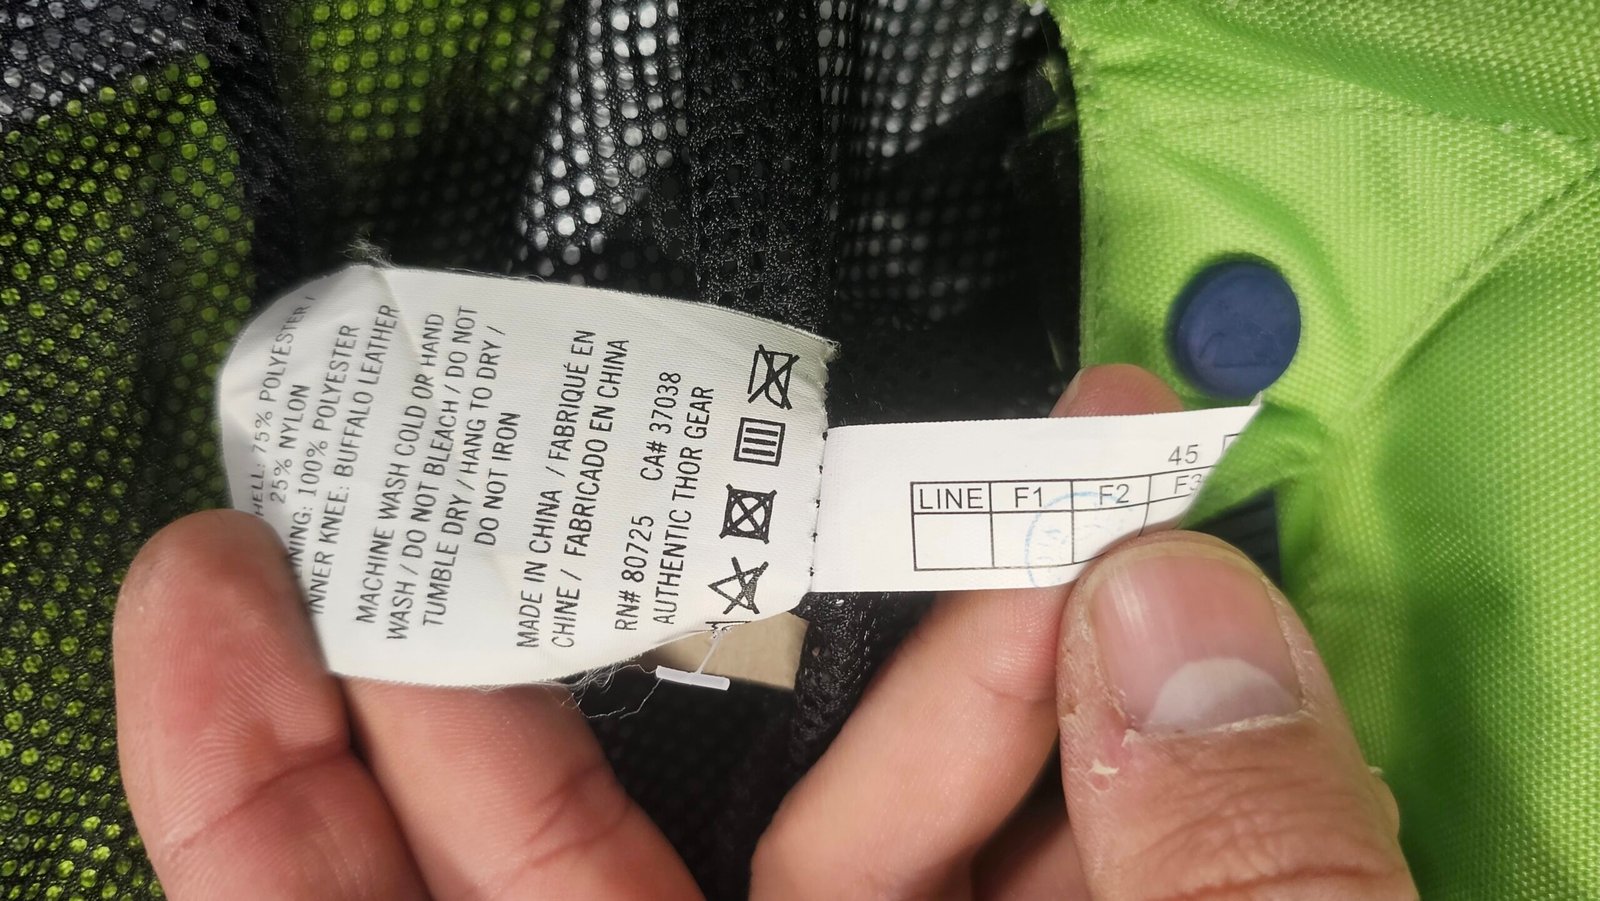 75% POLYESTER /
25% NYLON
100% POLYESTER
INNER KNEE: BUFFALO LEATHER
MACHINE WASH COLD OR HAND
WASH / DO NOT BLEACH / DO NOT
TUMBLE DRY / HANG TO DRY /
DO NOT IRON
MADE IN CHINA / FABRIQUÉ EN
CHINE / FABRICADO EN CHINA
RN# 80725 CA# 37038
AUTHENTIC THOR GEAR
45
LINE F1 F2 F3